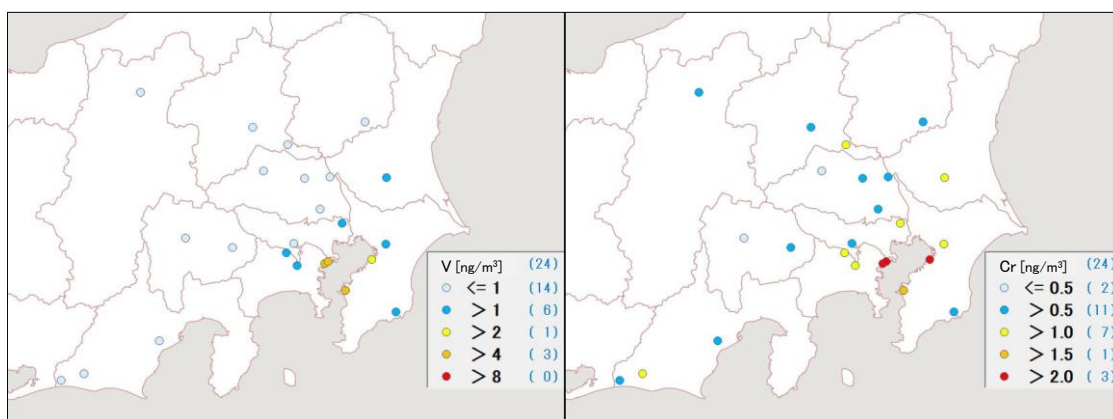 V [ng/m³] (24)
<= 1 (14)
> 1 ( 6)
> 2 ( 1)
> 4 ( 3)
> 8 ( 0)
Cr [ng/m³] (24)
<= 0.5 ( 2)
> 0.5 (11)
> 1.0 ( 7)
> 1.5 ( 1)
> 2.0 ( 3)